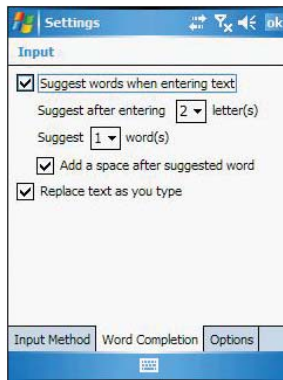 Settings
ok
Input
Suggest words when entering text
Suggest after entering 2 letter(s)
Suggest 1 word(s)
Add a space after suggested word
Replace text as you type
Input Method Word Completion Options